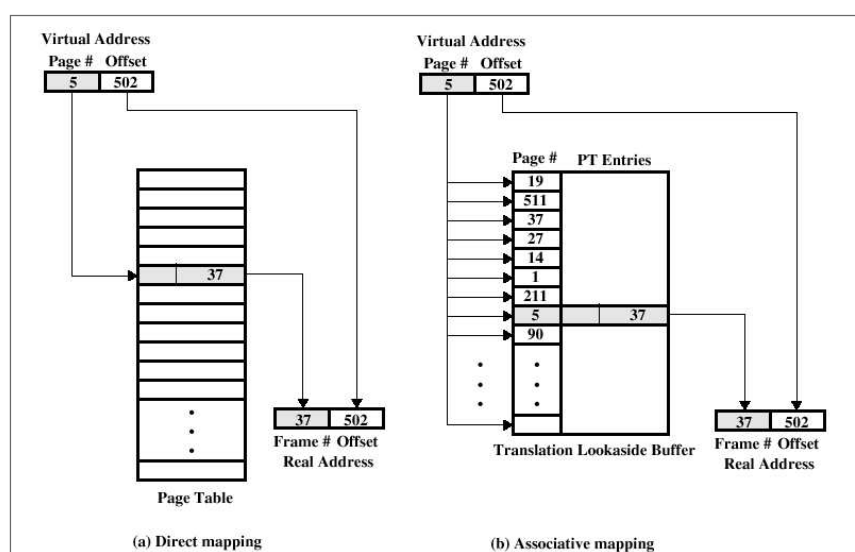 Virtual Address
Page # Offset
5 502
37
37 502
Frame # Offset
Real Address
Page Table
(a) Direct mapping
Virtual Address
Page # Offset
5 502
Page # PT Entries
19
511
37
27
14
1
211
5 37
90
37 502
Frame # Offset
Real Address
Translation Lookaside Buffer
(b) Associative mapping